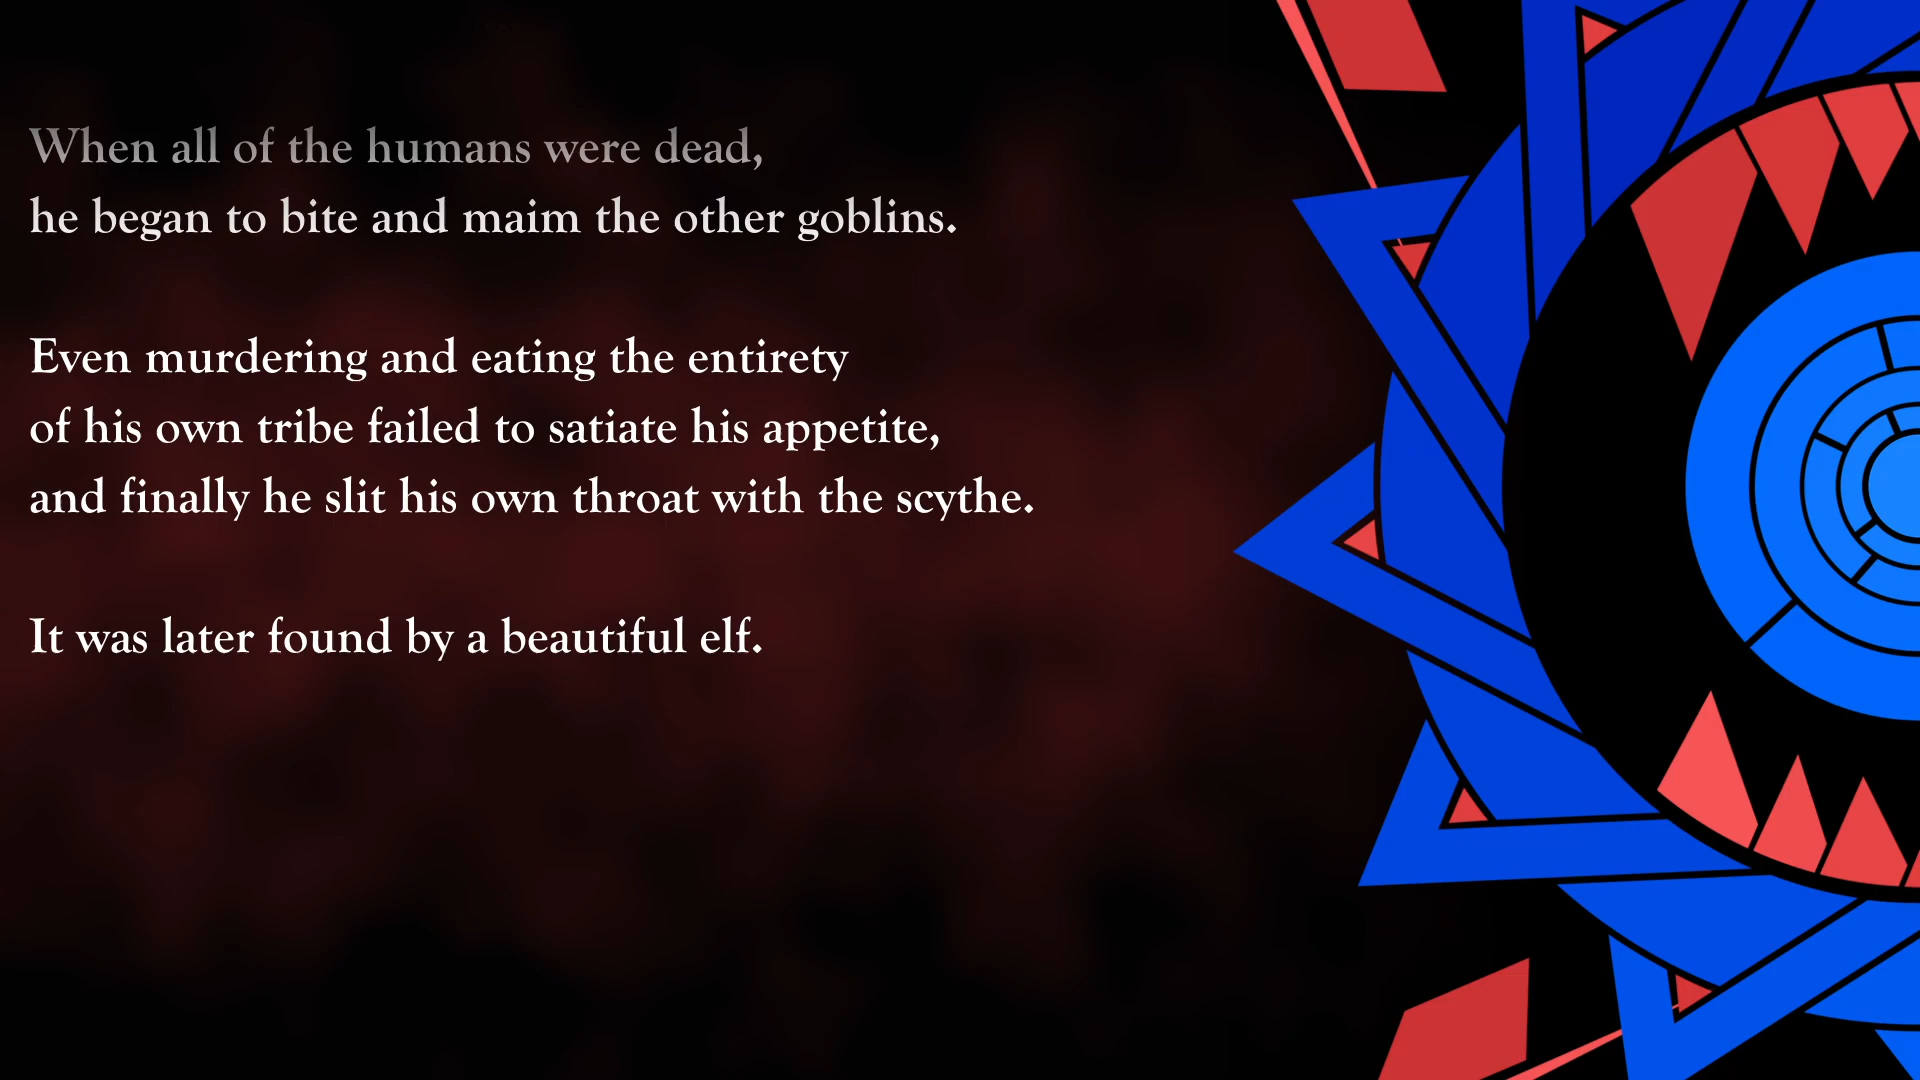 When all of the humans were dead,
he began to bite and maim the other goblins.
Even murdering and eating the entirety
of his own tribe failed to satiate his appetite,
and finally he slit his own throat with the scythe.
It was later found by a beautiful elf.